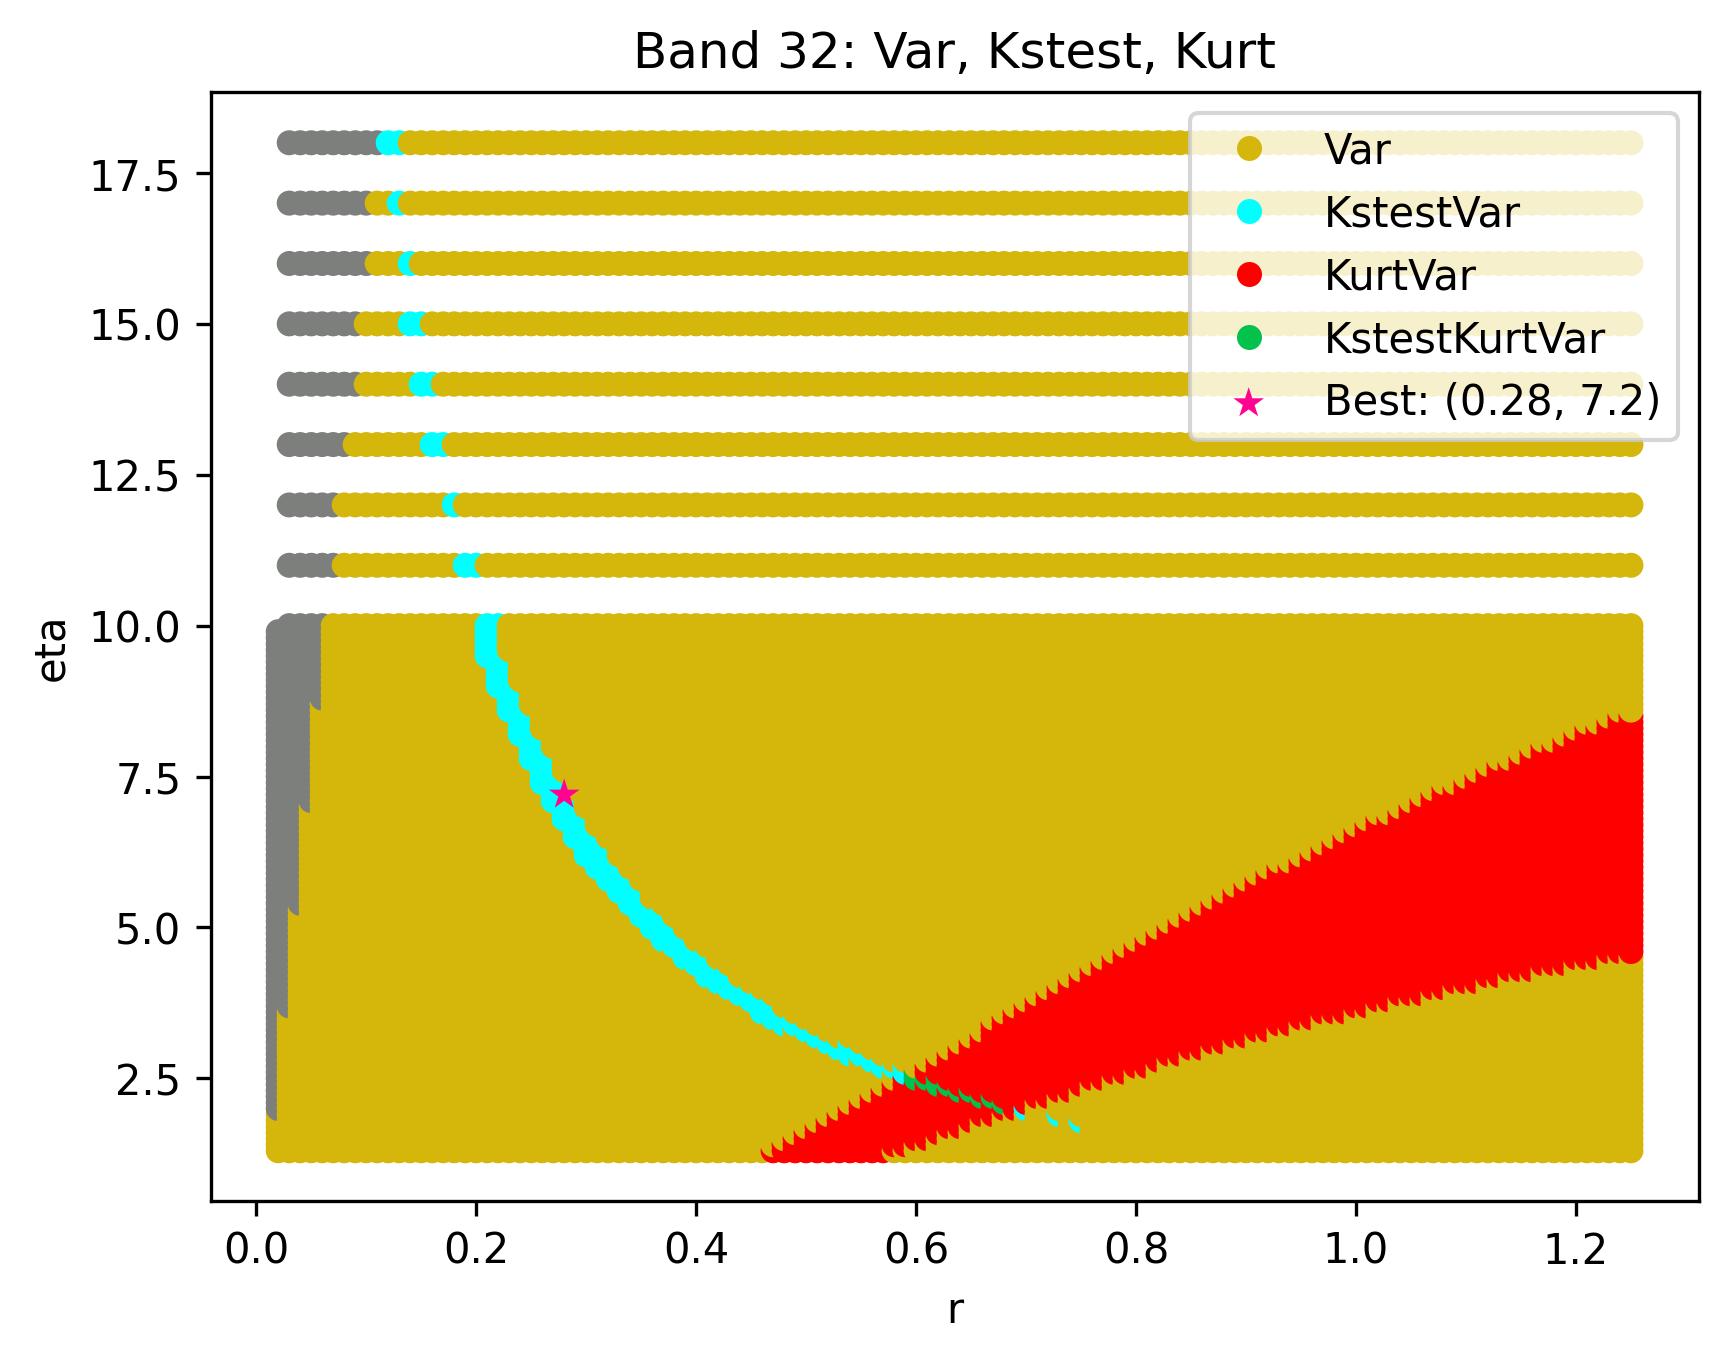 Band 32: Var, Kstest, Kurt
Var
KstestVar
KurtVar
KstestKurtVar
Best: (0.28, 7.2)
17.5
15.0
12.5
10.0
7.5
5.0
2.5
eta
0.0 0.2 0.4 0.6 0.8 1.0 1.2
r